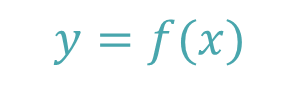 y = f(x)